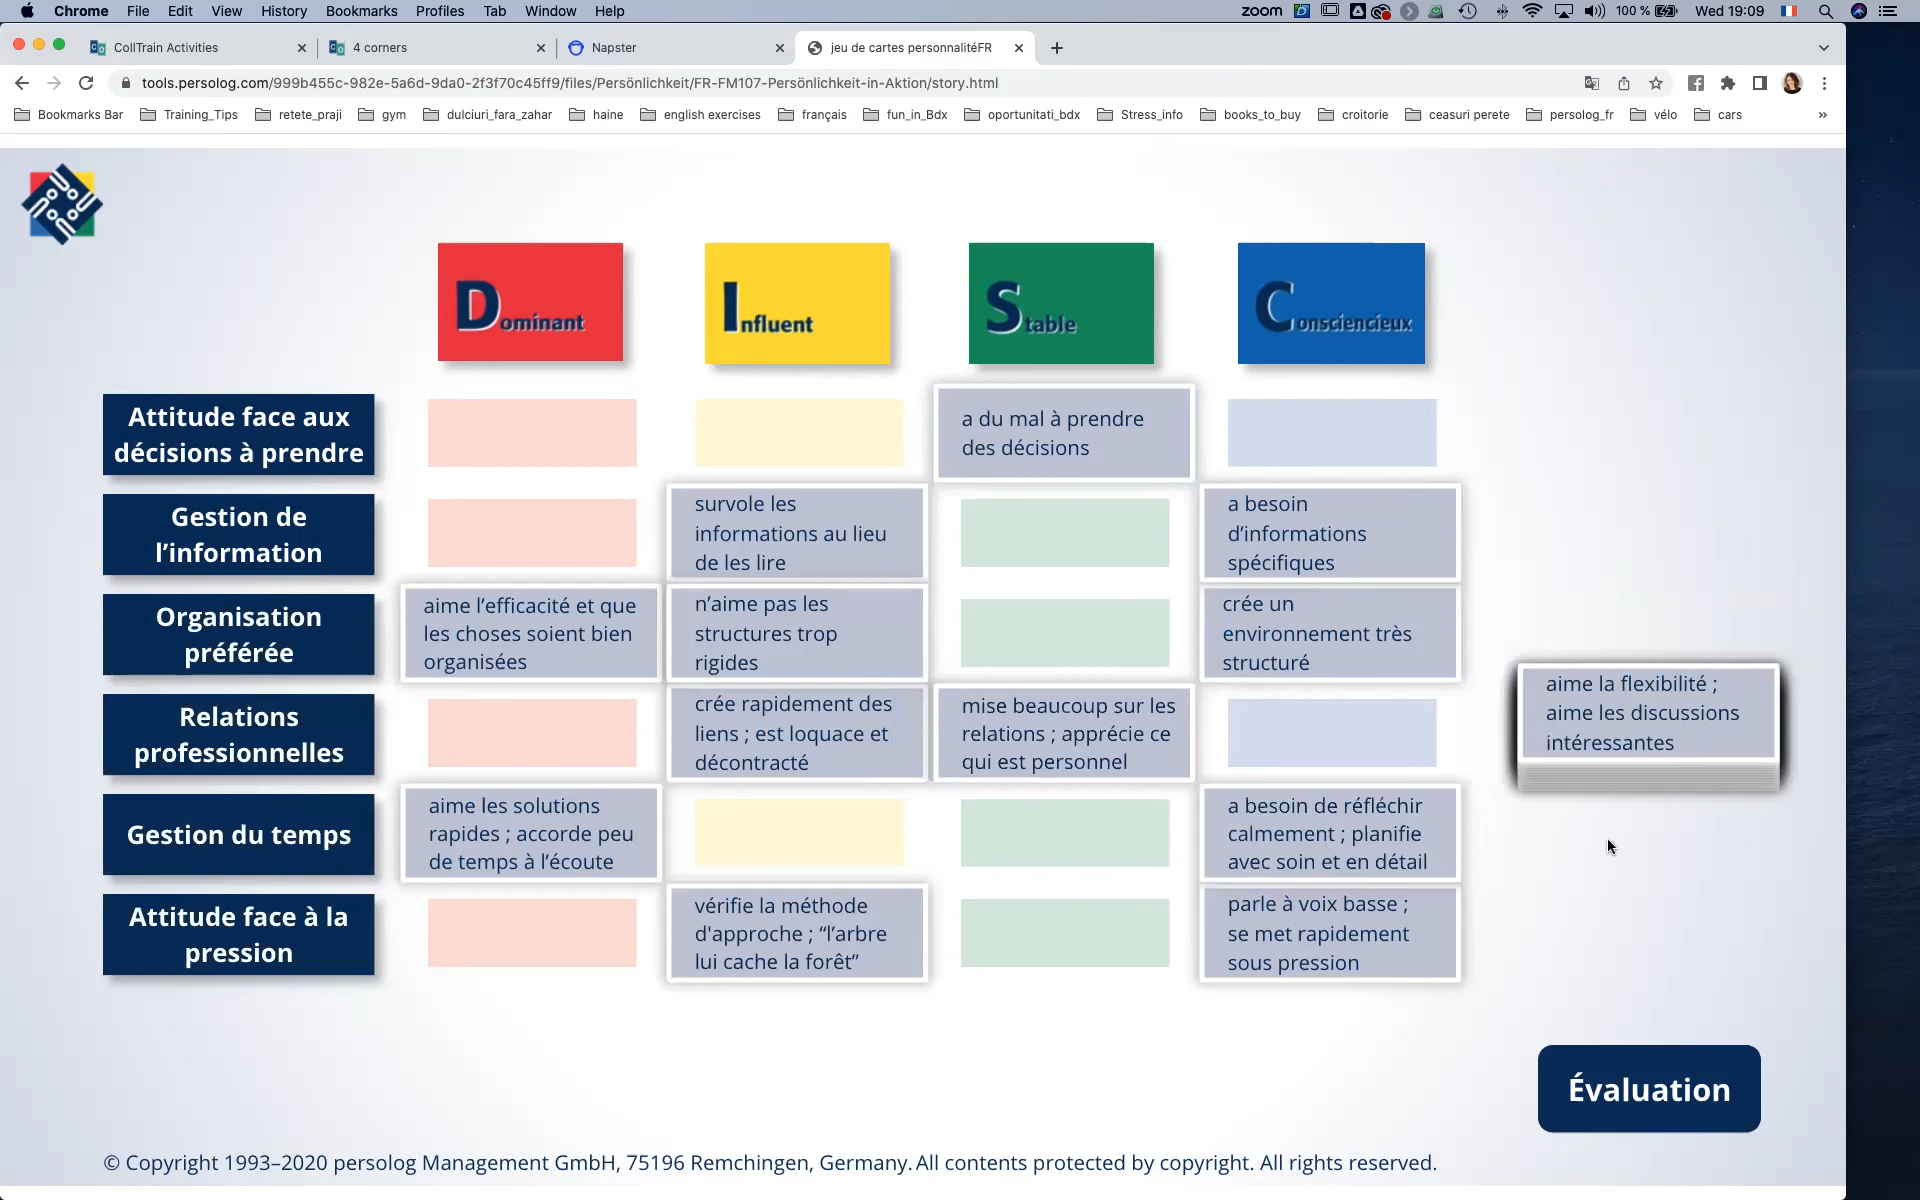 Chrome File Edit View History Bookmarks Profiles Tab Window Help
zoom 100 % Wed 19:09
CollTrain Activities
4 corners
Napster
jeu de cartes personnalitéFR
tools.persolog.com/999b455c-982e-5a6d-9da0-2f3f70c45ff9/files/Persönlichkeit/FR-FM107-Persönlichkeit-in-Aktion/story.html
Bookmarks Bar Training_Tips retete_praji gym dulciuri_fara_zahar haine english exercises français fun_in_Bdx oportunitati_bdx Stress_info books_to_buy croitorie ceasuri perete persolog_fr vélo cars »
Dominant
Influent
Stable
Consciencieux
Attitude face aux
décisions à prendre
a du mal à prendre
des décisions
Gestion de
l’information
survole les
informations au lieu
de les lire
a besoin
d’informations
spécifiques
Organisation
préférée
aime l’efficacité et que
les choses soient bien
organisées
n’aime pas les
structures trop
rigides
crée un
environnement très
structuré
Relations
professionnelles
crée rapidement des
liens ; est loquace et
décontracté
mise beaucoup sur les
relations ; apprécie ce
qui est personnel
aime la flexibilité ;
aime les discussions
intéressantes
Gestion du temps
aime les solutions
rapides ; accorde peu
de temps à l’écoute
a besoin de réfléchir
calmement ; planifie
avec soin et en détail
Attitude face à la
pression
vérifie la méthode
d'approche ; “l’arbre
lui cache la forêt”
parle à voix basse ;
se met rapidement
sous pression
Évaluation
© Copyright 1993–2020 persolog Management GmbH, 75196 Remchingen, Germany. All contents protected by copyright. All rights reserved.